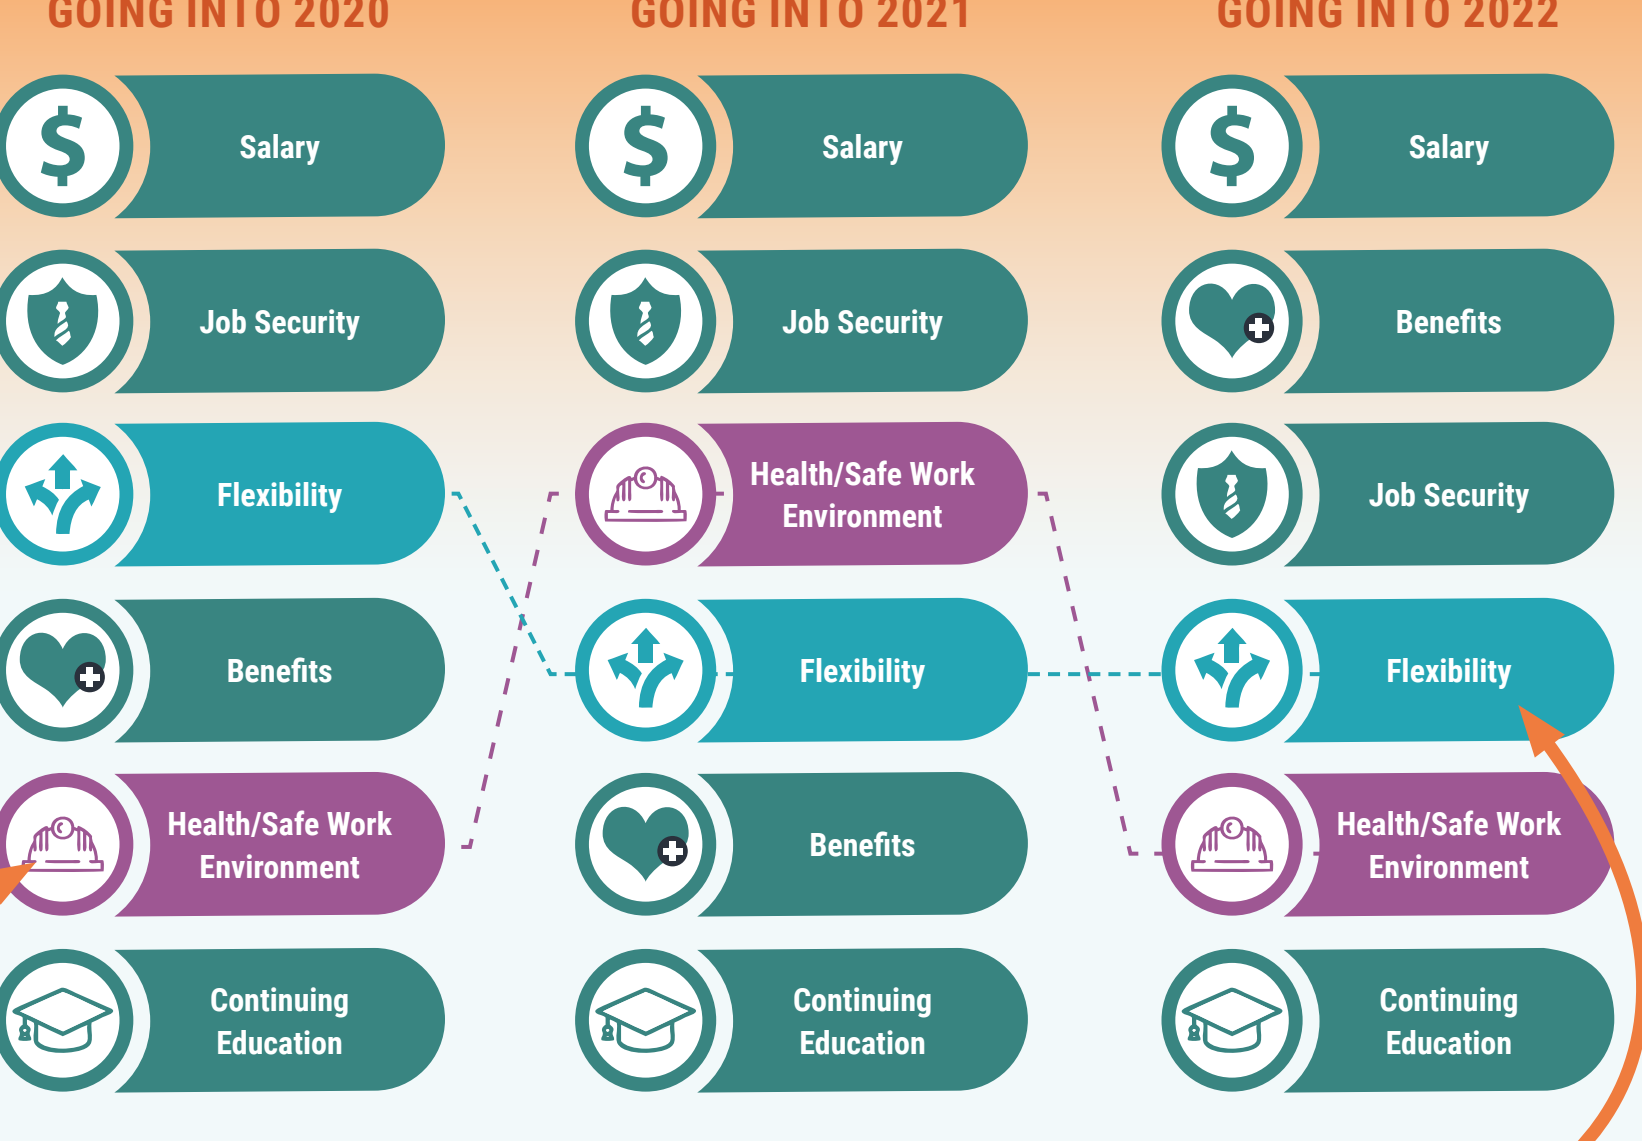 GOING INTO 2020
Salary
Job Security
Flexibility
Benefits
Health/Safe Work
Environment
Continuing
Education
GOING INTO 2021
Salary
Job Security
Health/Safe Work
Environment
Flexibility
Benefits
Continuing
Education
GOING INTO 2022
Salary
Benefits
Job Security
Flexibility
Health/Safe Work
Environment
Continuing
Education